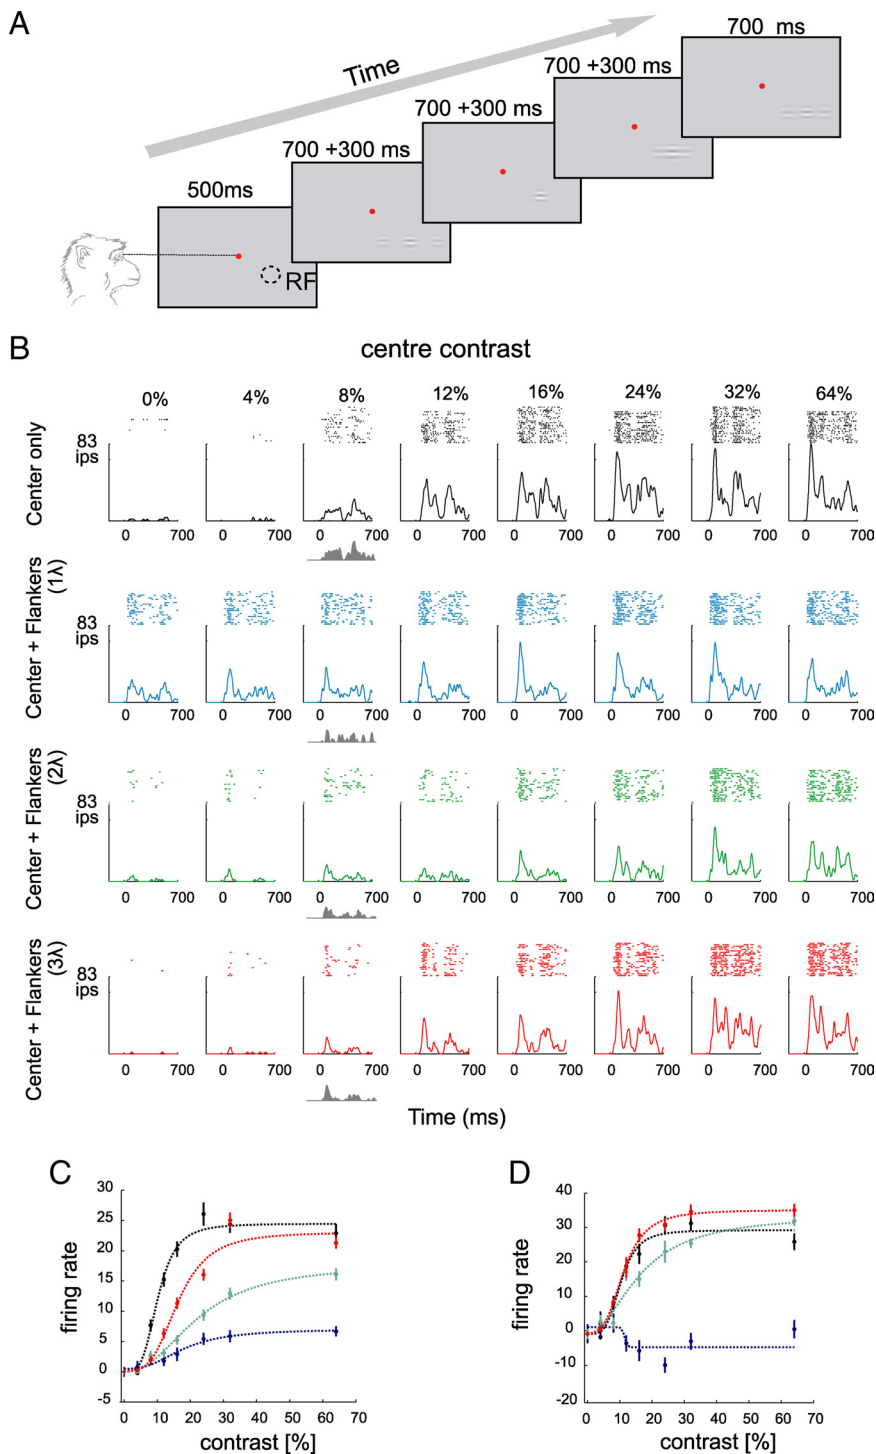 A
Time
500ms
700 +300 ms
700 +300 ms
700 +300 ms
700 ms
RF
B
centre contrast
0% 4% 8% 12% 16% 24% 32% 64%
Center only
83
ips
0 700 0 700 0 700 0 700 0 700 0 700 0 700 0 700
Center + Flankers
(1λ)
83
ips
0 700 0 700 0 700 0 700 0 700 0 700 0 700 0 700
Center + Flankers
(2λ)
83
ips
0 700 0 700 0 700 0 700 0 700 0 700 0 700 0 700
Center + Flankers
(3λ)
83
ips
0 700 0 700 0 700 0 700 0 700 0 700 0 700 0 700
Time (ms)
C
firing rate
30
25
20
15
10
5
0
-5
0 10 20 30 40 50 60 70
contrast [%]
D
firing rate
40
30
20
10
0
-10
-20
0 10 20 30 40 50 60 70
contrast [%]